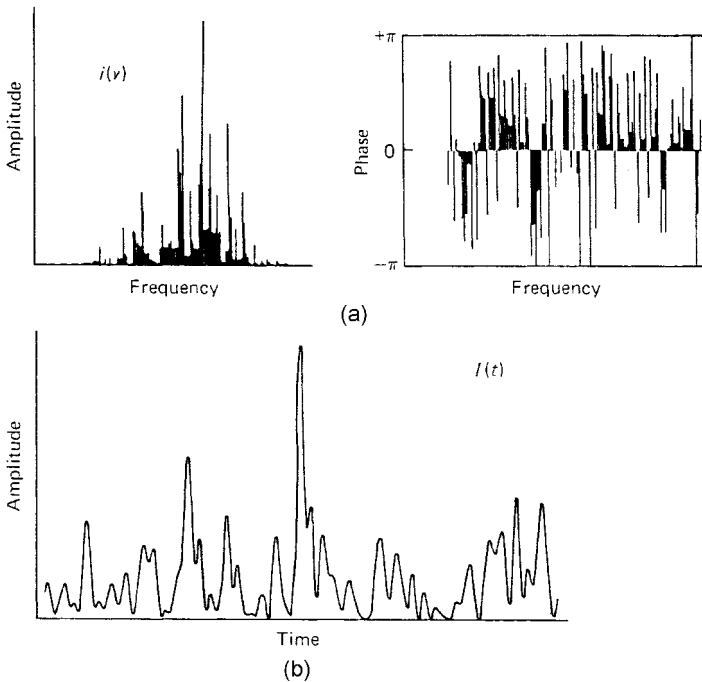 Amplitude
i(ν)
Frequency
Phase
+π
0
−π
Frequency
(a)
Amplitude
I(t)
Time
(b)